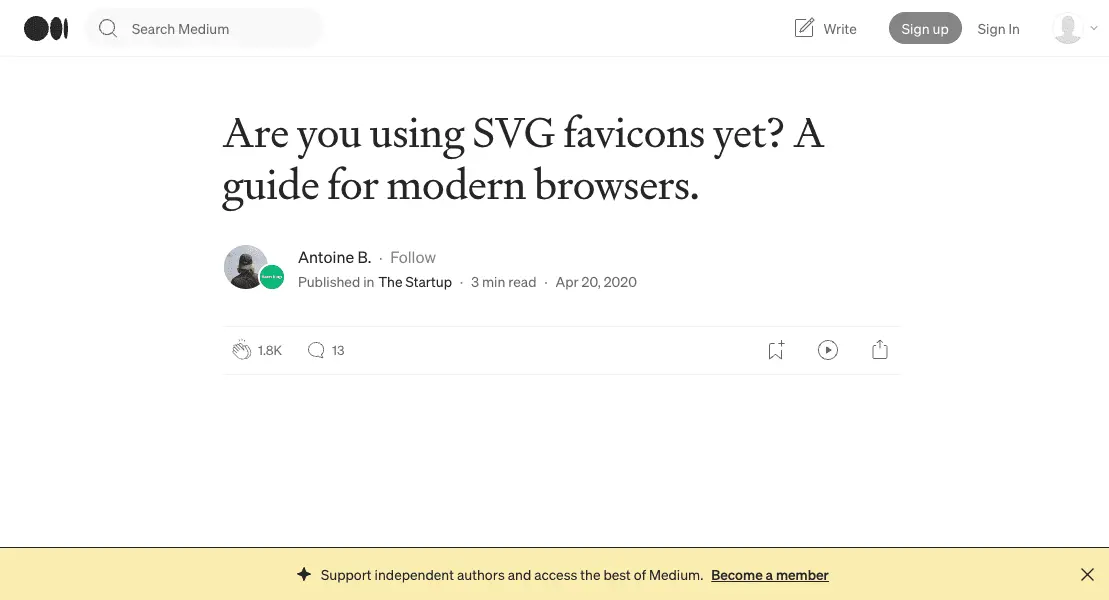 Search Medium
Write
Sign up
Sign In
Are you using SVG favicons yet? A
guide for modern browsers.
Antoine B. · Follow
Published in The Startup · 3 min read · Apr 20, 2020
1.8K
13
Support independent authors and access the best of Medium. Become a member